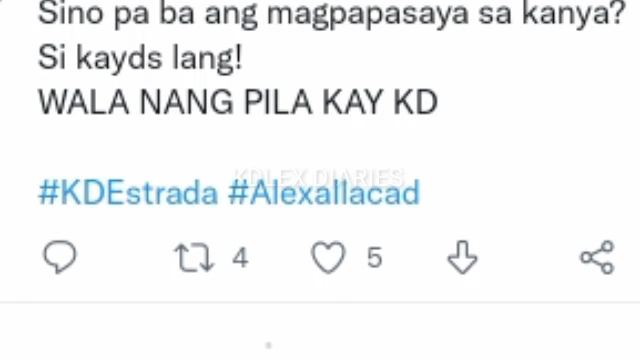 Sino pa ba ang magpapasaya sa kanya?
Si kayds lang!
WALA NANG PILA KAY KD
KDLEX DIARIES
#KDEstrada #Alexallacad
4 5